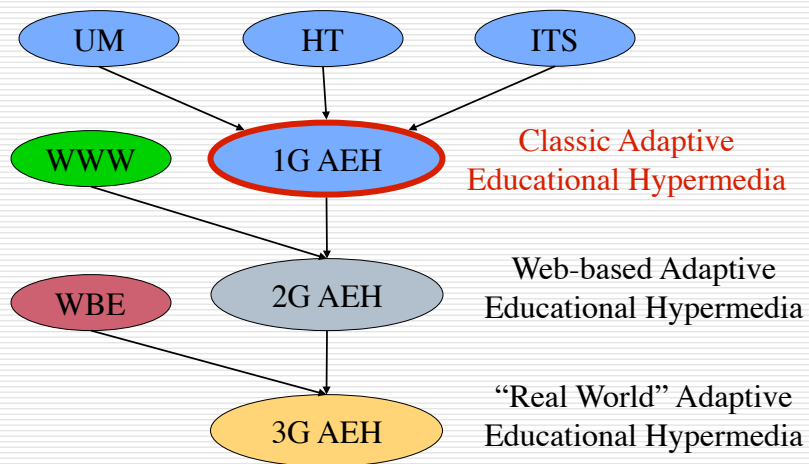 UM
HT
ITS
WWW
1G AEH
Classic Adaptive
Educational Hypermedia
2G AEH
Web-based Adaptive
Educational Hypermedia
WBE
3G AEH
“Real World” Adaptive
Educational Hypermedia